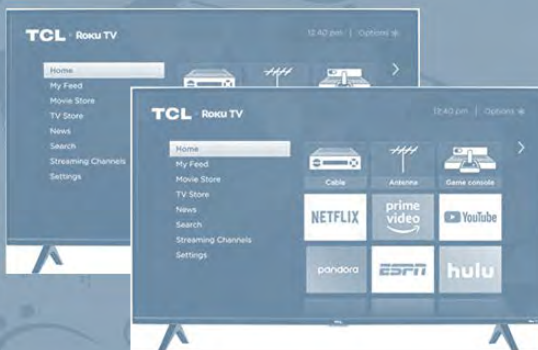 TCL · ROKU TV
12:40 pm | Options
Home
My Feed
Movie Store
TV Store
News
Search
Streaming Channels
Settings
TCL · ROKU TV
Options
Home
My Feed
Movie Store
TV Store
News
Search
Streaming Channels
Settings
Cable
Antenna
Game console
NETFLIX
prime video
YouTube
pandora
ESPN
hulu
TCL